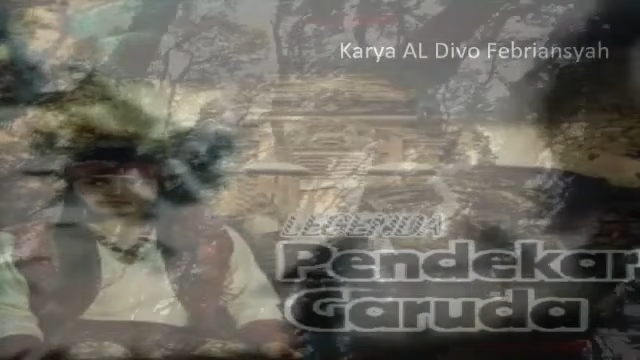 Karya AL Divo Febriansyah
LEGENDA
Pendekar
Garuda